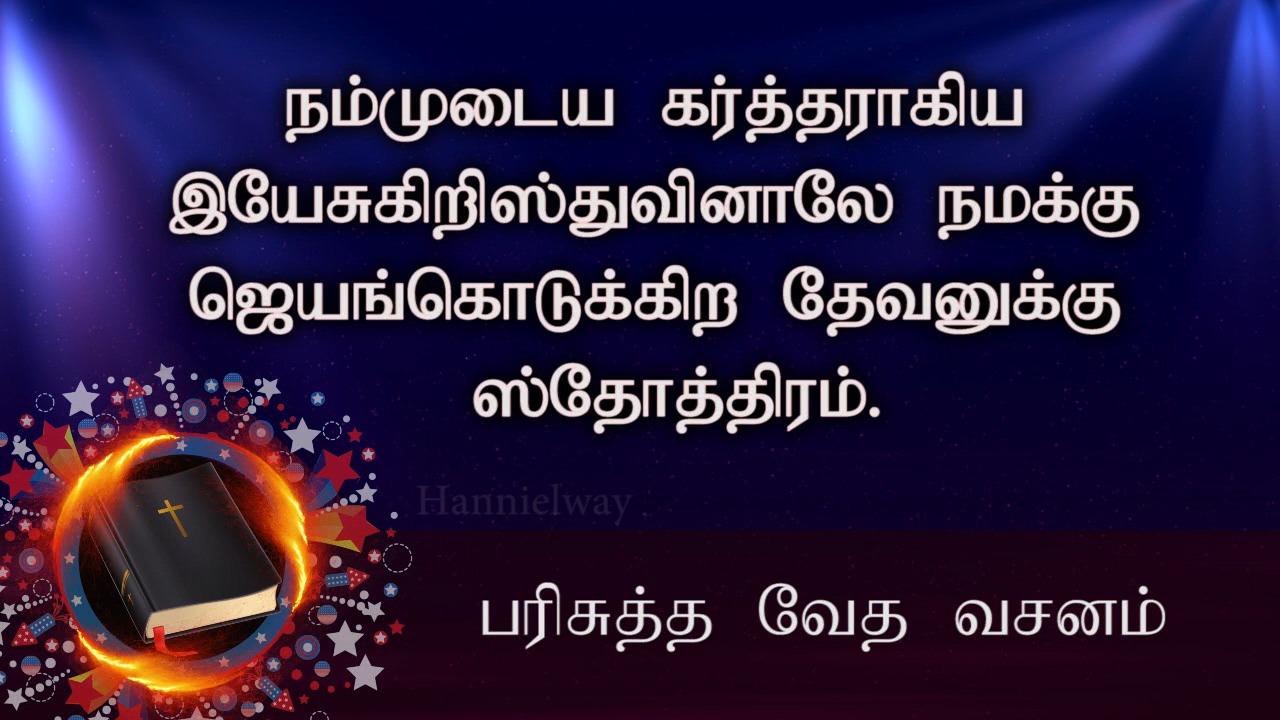 நம்முடைய கர்த்தராகிய
இயேசுகிறிஸ்துவினாலே நமக்கு
ஜெயங்கொடுக்கிற தேவனுக்கு
ஸ்தோத்திரம்.
Hannielway
பரிசுத்த வேத வசனம்